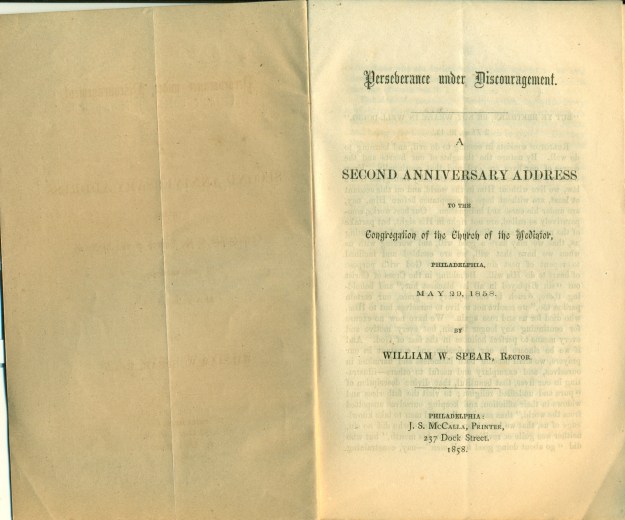 Perseverance under Discouragement.
A
SECOND ANNIVERSARY ADDRESS
TO THE
Congregation of the Church of the Mediator,
PHILADELPHIA,
MAY 29, 1858.
BY
WILLIAM W. SPEAR, RECTOR.
PHILADELPHIA:
J. S. MCCALLA, PRINTER,
237 Dock Street.
1858.